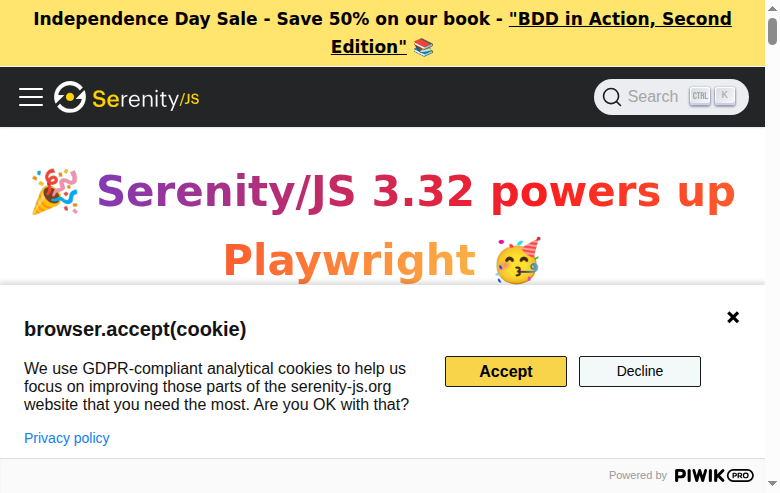 Independence Day Sale - Save 50% on our book - "BDD in Action, Second
Edition" 📚
Serenity/JS
Search CTRL K
🎉 Serenity/JS 3.32 powers up
Playwright 🥳
browser.accept(cookie)
We use GDPR-compliant analytical cookies to help us
focus on improving those parts of the serenity-js.org
website that you need the most. Are you OK with that?
Accept
Decline
Privacy policy
Powered by PIWIK PRO